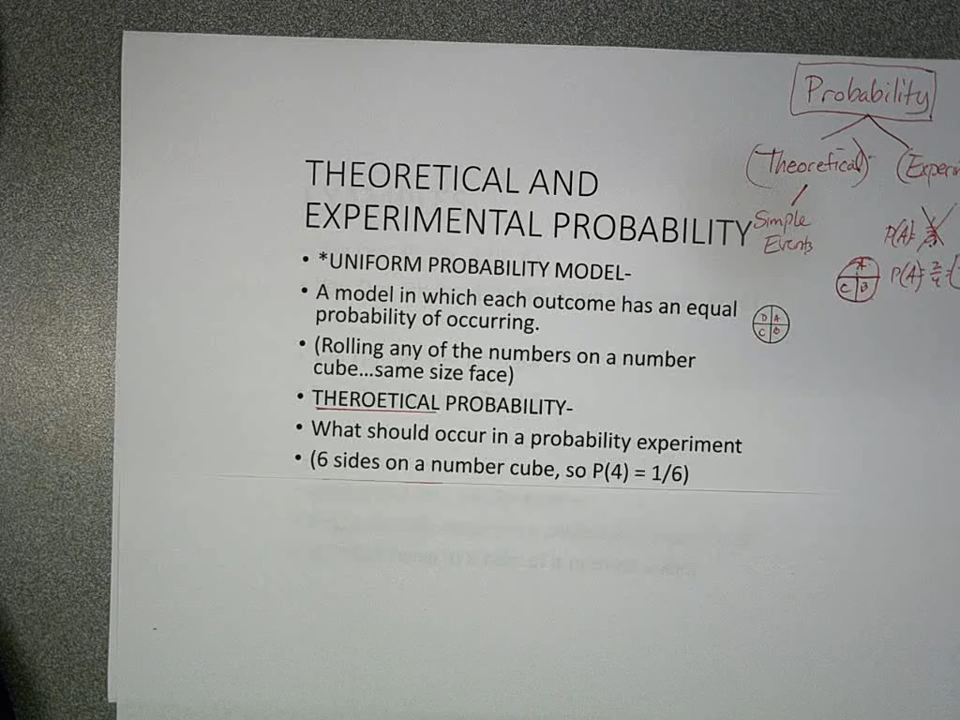 Probability
(Theoretical)
Simple
Events
THEORETICAL AND
EXPERIMENTAL PROBABILITY
• *UNIFORM PROBABILITY MODEL-
• A model in which each outcome has an equal
probability of occurring.
• (Rolling any of the numbers on a number
cube...same size face)
• THEROETICAL PROBABILITY-
• What should occur in a probability experiment
• (6 sides on a number cube, so P(4) = 1/6)
D A
C B
P(A)=
A
C B
P(A)= 2/4 =